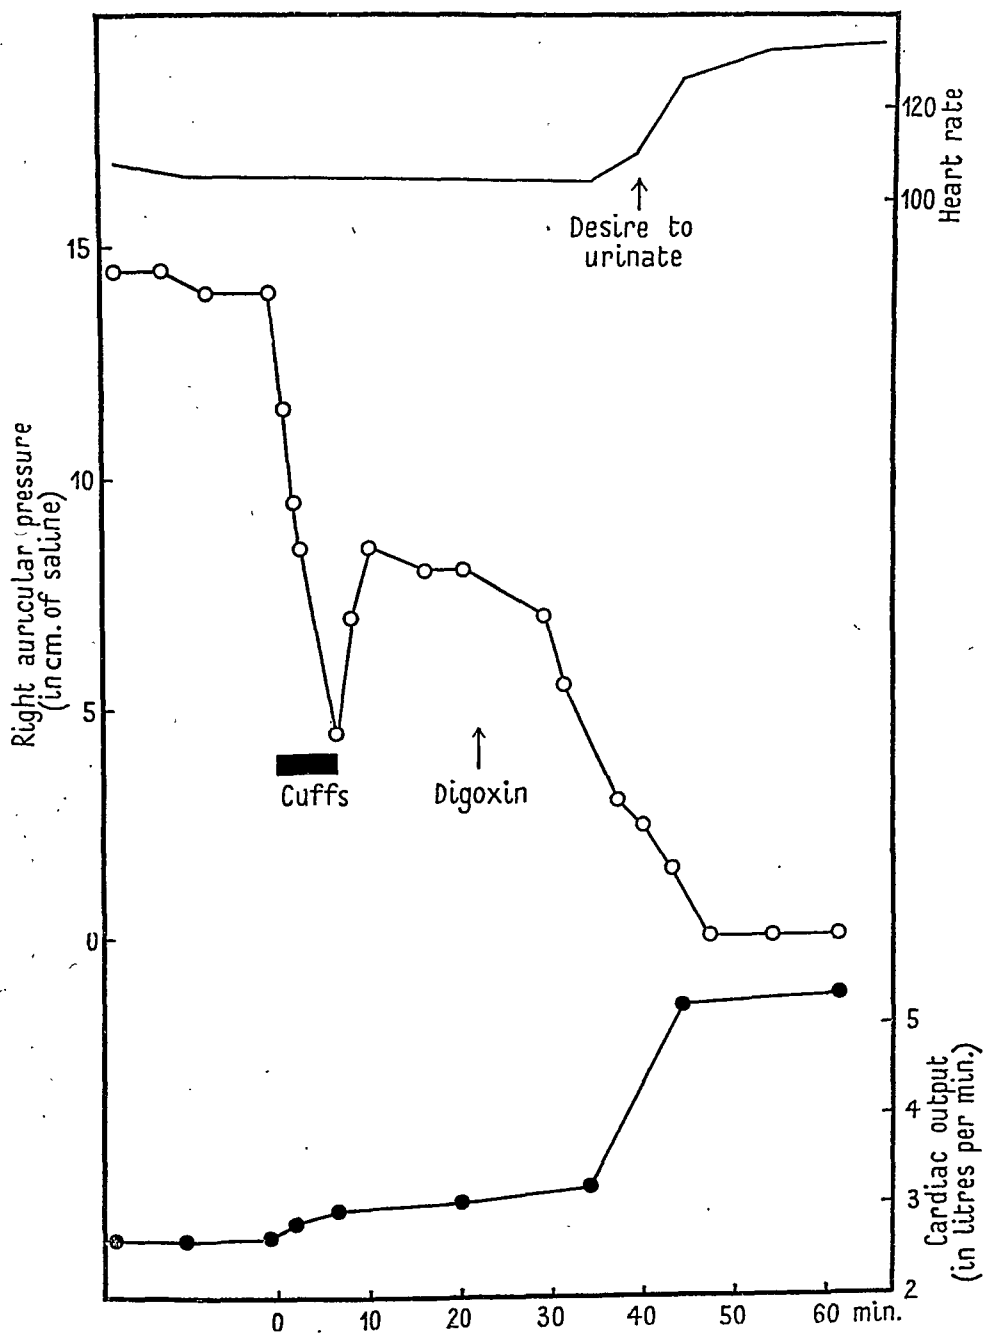 120
100
Heart rate
Desire to
urinate
15
10
5
0
Right auricular pressure
(in cm. of saline)
Cuffs
Digoxin
5
4
3
2
Cardiac output
(in litres per min.)
0 10 20 30 40 50 60 min.